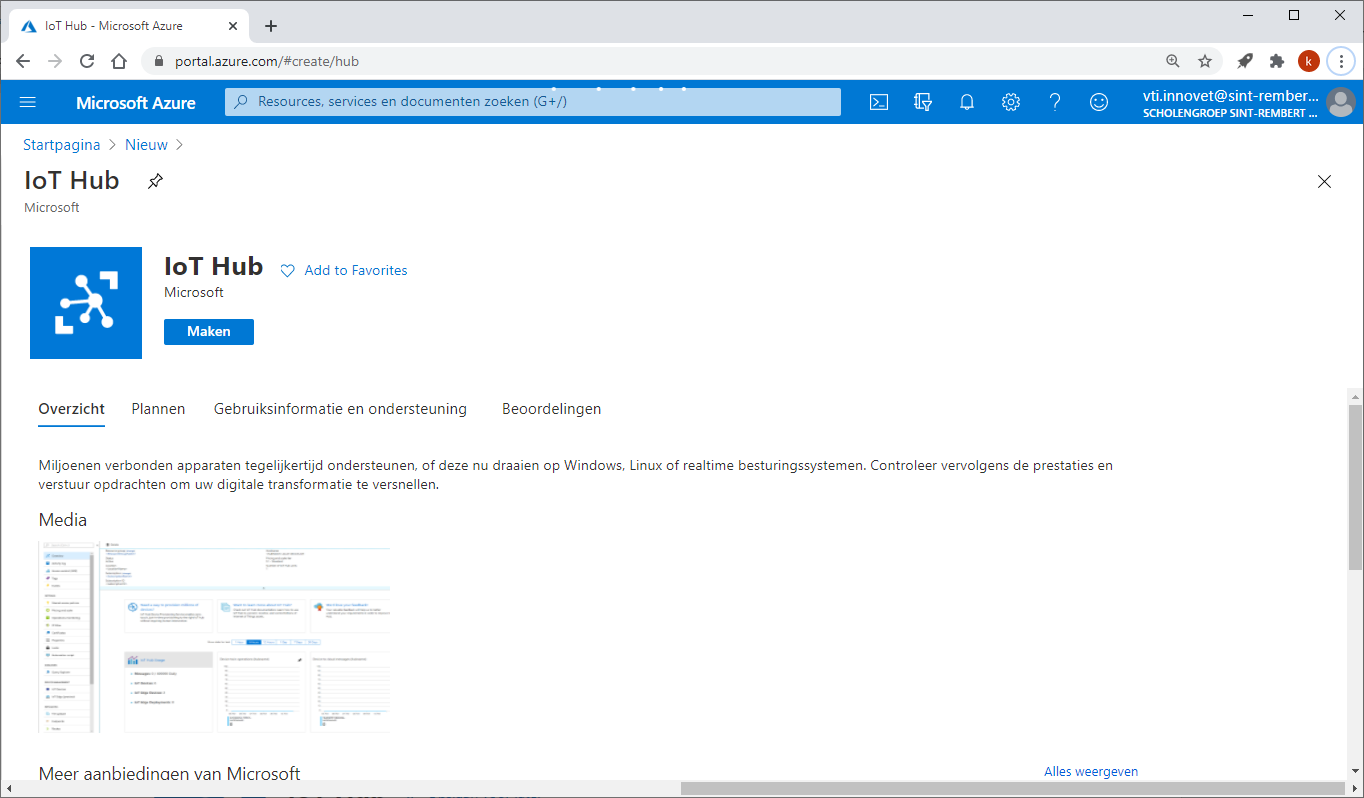 IoT Hub - Microsoft Azure
portal.azure.com/#create/hub
k
Microsoft Azure
Resources, services en documenten zoeken (G+/)
vti.innovet@sint-rember...
SCHOLENGROEP SINT-REMBERT ...
Startpagina > Nieuw >
IoT Hub
Microsoft
IoT Hub
Add to Favorites
Microsoft
Maken
Overzicht Plannen Gebruiksinformatie en ondersteuning Beoordelingen
Miljoenen verbonden apparaten tegelijkertijd ondersteunen, of deze nu draaien op Windows, Linux of realtime besturingssystemen. Controleer vervolgens de prestaties en
verstuur opdrachten om uw digitale transformatie te versnellen.
Media
Meer aanbiedingen van Microsoft
Alles weergeven